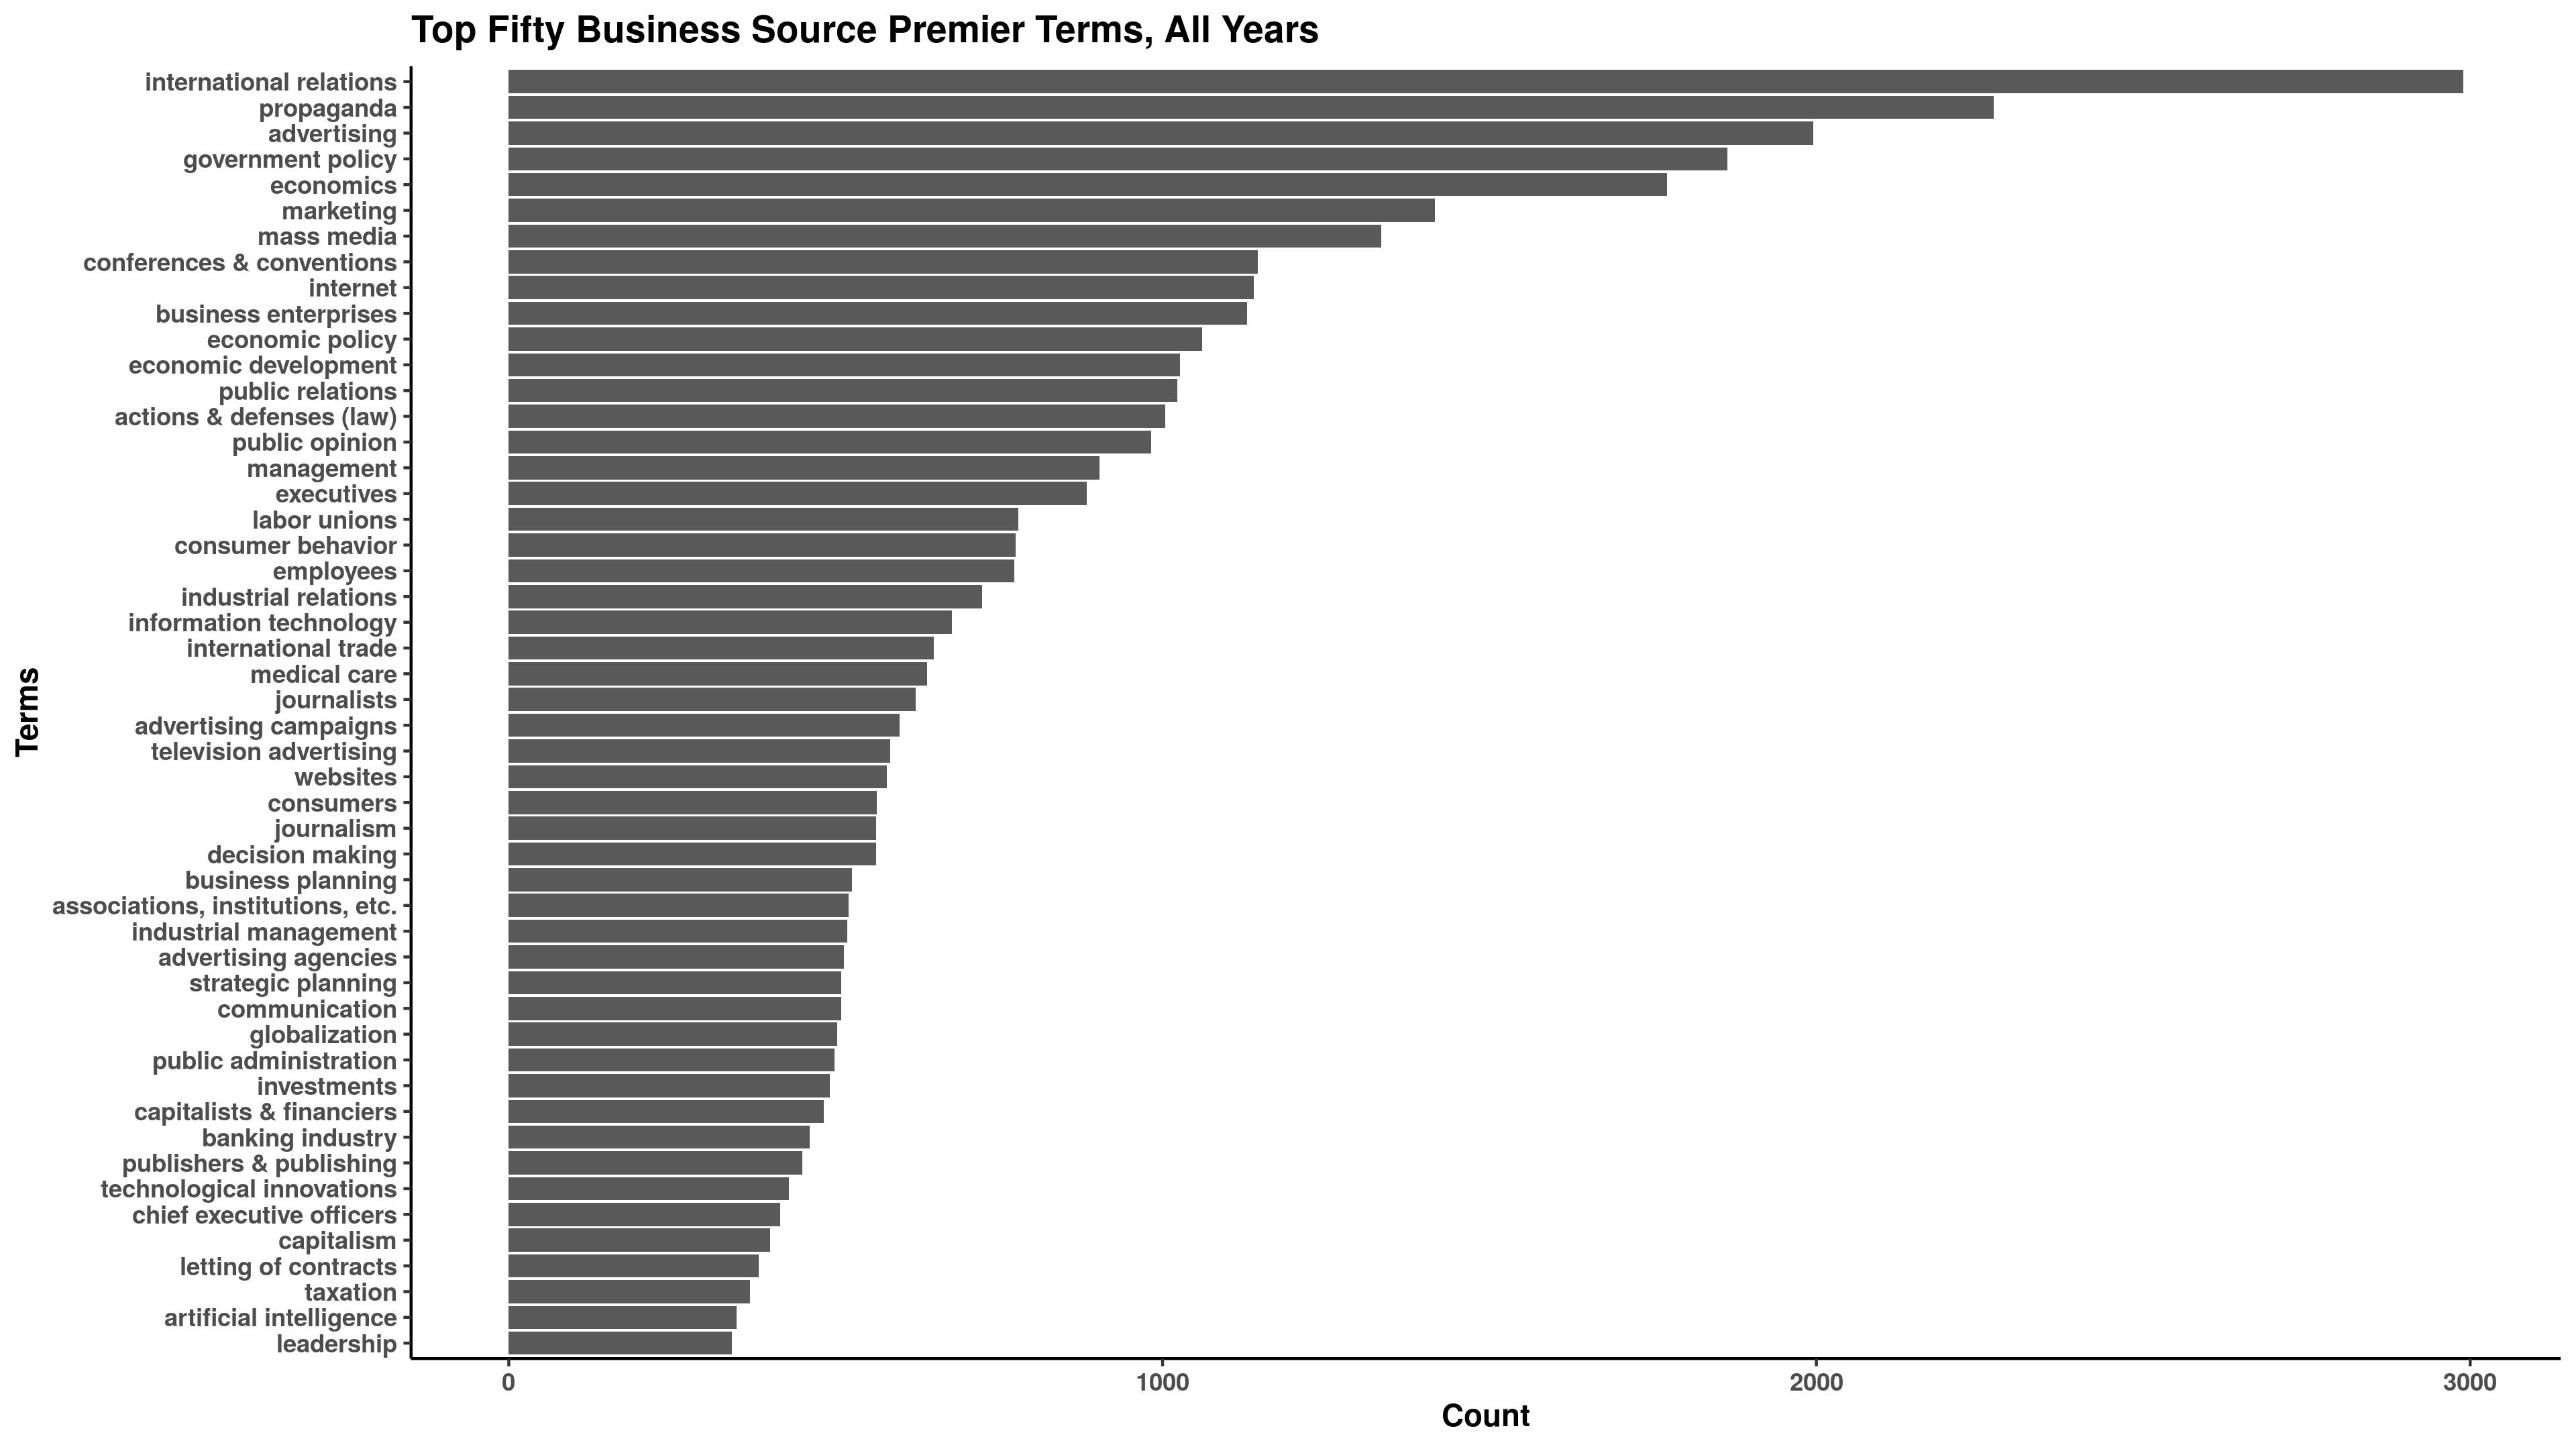 Top Fifty Business Source Premier Terms, All Years
international relations
propaganda
advertising
government policy
economics
marketing
mass media
conferences & conventions
internet
business enterprises
economic policy
economic development
public relations
actions & defenses (law)
public opinion
management
executives
labor unions
consumer behavior
employees
industrial relations
information technology
international trade
medical care
journalists
advertising campaigns
television advertising
websites
consumers
journalism
decision making
business planning
associations, institutions, etc.
industrial management
advertising agencies
strategic planning
communication
globalization
public administration
investments
capitalists & financiers
banking industry
publishers & publishing
technological innovations
chief executive officers
capitalism
letting of contracts
taxation
artificial intelligence
leadership
Terms
0 1000 2000 3000
Count